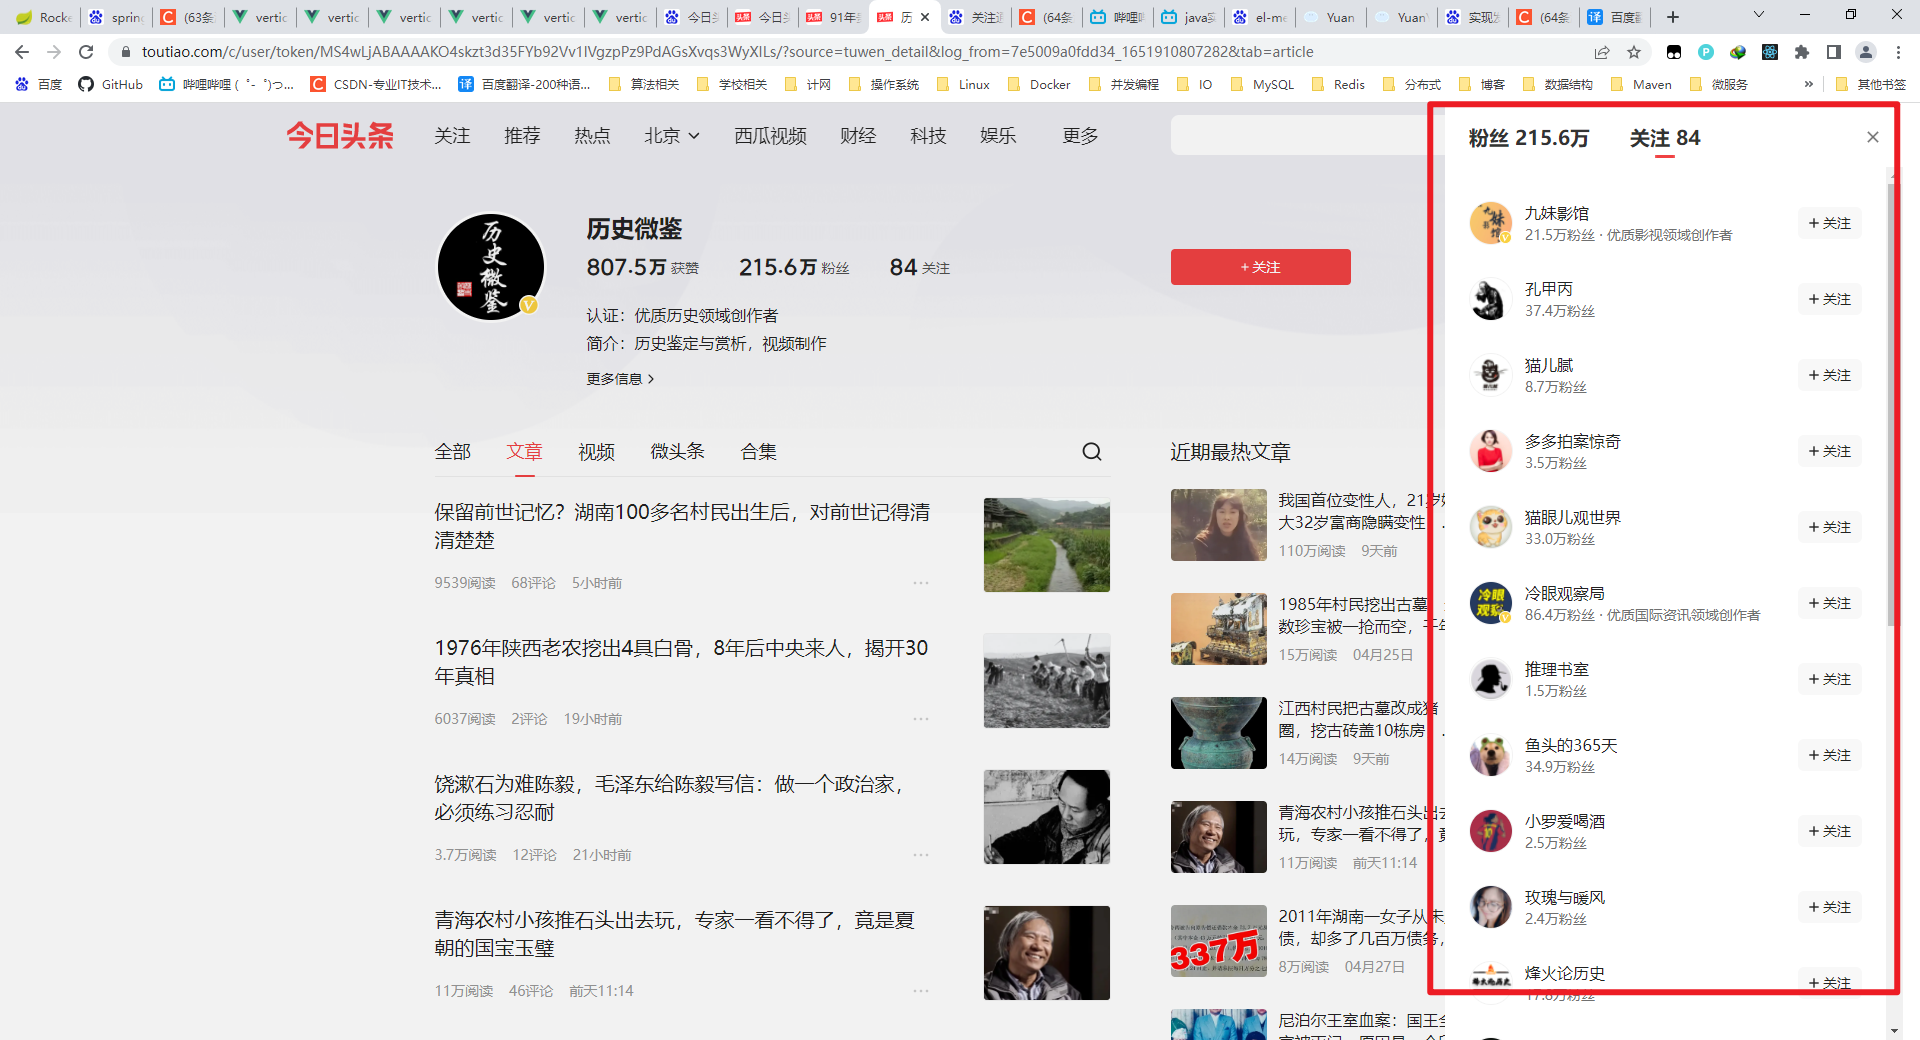 Rocke
spring
(63条
vertic
vertic
vertic
vertic
vertic
vertic
今日头
今日头
91年
历
关注
(64条
哔哩哔
java实
el-me
Yuan
Yuan
实现
(64条
百度翻
toutiao.com/c/user/token/MS4wLjABAAAAKO4skzt3d35FYb92Vv1IVgzpPz9PdAGsXvqs3WyXILs/?source=tuwen_detail&log_from=7e5009a0fdd34_1651910807282&tab=article
百度
GitHub
哔哩哔哩 ( ゜- ゜)つ...
CSDN-专业IT技术...
百度翻译-200种语...
算法相关
学校相关
计网
操作系统
Linux
Docker
并发编程
IO
MySQL
Redis
分布式
博客
数据结构
Maven
微服务
»
其他书签
今日头条
关注
推荐
热点
北京
西瓜视频
财经
科技
娱乐
更多
历史微鉴
历史微鉴
807.5万 获赞
215.6万 粉丝
84 关注
认证：优质历史领域创作者
简介：历史鉴定与赏析，视频制作
更多信息
+ 关注
全部
文章
视频
微头条
合集
保留前世记忆？湖南100多名村民出生后，对前世记得清
清楚楚
9539阅读 68评论 5小时前
1976年陕西老农挖出4具白骨，8年后中央来人，揭开30
年真相
6037阅读 2评论 19小时前
饶漱石为难陈毅，毛泽东给陈毅写信：做一个政治家，
必须练习忍耐
3.7万阅读 12评论 21小时前
青海农村小孩推石头出去玩，专家一看不得了，竟是夏
朝的国宝玉璧
11万阅读 46评论 前天11:14
近期最热文章
我国首位变性人，21岁
大32岁富商隐瞒变性
110万阅读 9天前
1985年村民挖出古墓
数珍宝被一抢而空，千年
15万阅读 04月25日
江西村民把古墓改成猪
圈，挖古砖盖10栋房
14万阅读 9天前
青海农村小孩推石头出去
玩，专家一看不得了，竟
11万阅读 前天11:14
337万
2011年湖南一女子从未
债，却多了几百万债务，
8万阅读 04月27日
尼泊尔王室血案：国王全
粉丝 215.6万
关注 84
九妹影馆
21.5万粉丝 · 优质影视领域创作者
+ 关注
孔甲丙
37.4万粉丝
+ 关注
猫儿腻
8.7万粉丝
+ 关注
多多拍案惊奇
3.5万粉丝
+ 关注
猫眼儿观世界
33.0万粉丝
+ 关注
冷眼
观察
冷眼观察局
86.4万粉丝 · 优质国际资讯领域创作者
+ 关注
推理书室
1.5万粉丝
+ 关注
鱼头的365天
34.9万粉丝
+ 关注
小罗爱喝酒
2.5万粉丝
+ 关注
玫瑰与暖风
2.4万粉丝
+ 关注
烽火论历史
17.6万粉丝
+ 关注